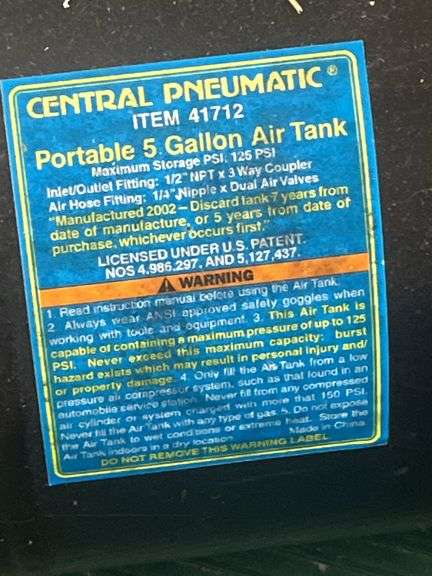 CENTRAL PNEUMATIC®
ITEM 41712
Portable 5 Gallon Air Tank
Maximum Storage PSI: 125 PSI
Inlet/Outlet Fitting: 1/2" NPT x 3 Way Coupler
Air Hose Fitting: 1/4" Nipple x Dual Air Valves
"Manufactured 2002 – Discard tank 7 years from
date of manufacture, or 5 years from date of
purchase, whichever occurs first."
LICENSED UNDER U.S. PATENT
NOS 4,986,297, AND 5,127,437.
WARNING
1. Read instruction manual before using the Air Tank.
2. Always wear ANSI approved safety goggles when
working with tools and equipment. 3. This Air Tank is
capable of containing a maximum pressure of up to 125
PSI. Never exceed this maximum capacity; burst
hazard exists which may result in personal injury and/
or property damage. 4. Only fill the Air Tank from a low
pressure air compressor system, such as that found in an
automobile service station. Never fill from any compressed
air cylinder or system charged with more that 150 PSI.
Never fill the Air Tank with any type of gas. 5. Do not expose
the Air Tank to wet conditions or extreme heat. Store the
Air Tank indoors in a dry location. Made in China
DO NOT REMOVE THIS WARNING LABEL